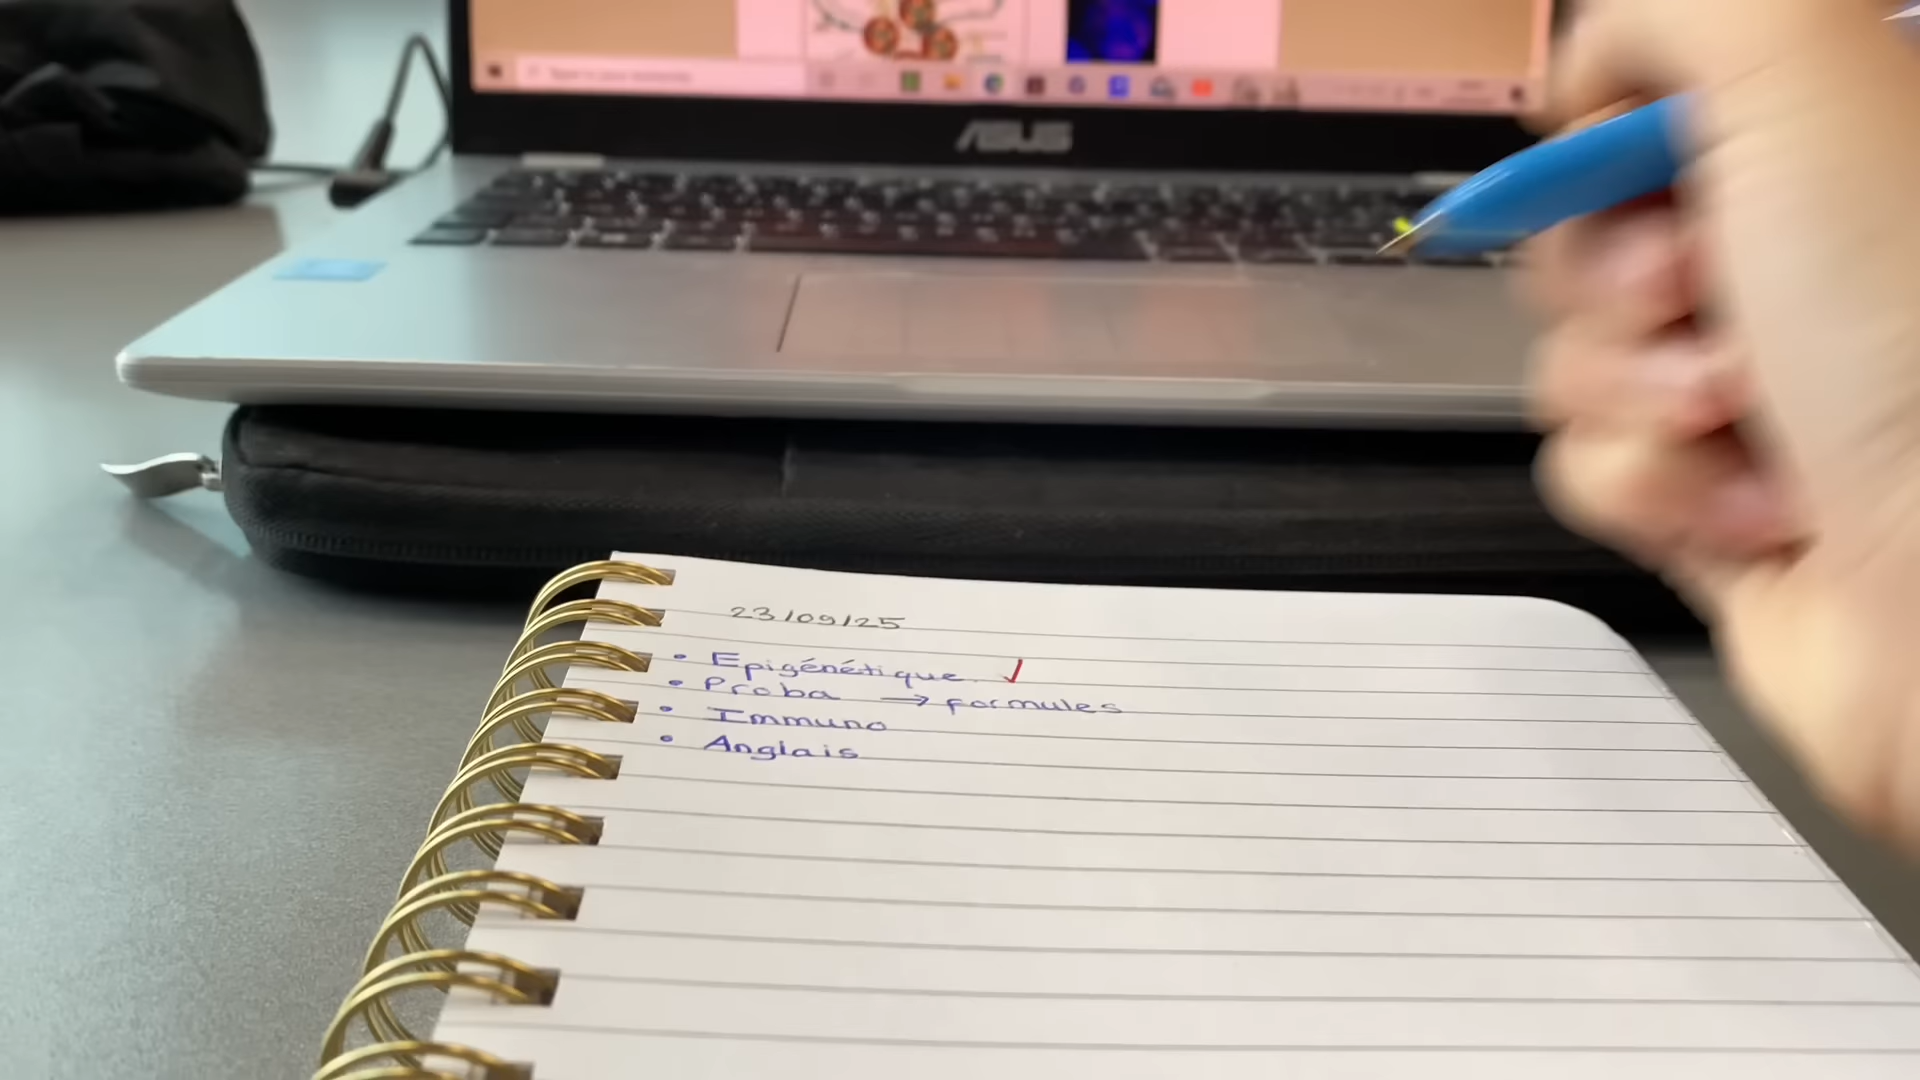 ASUS
23/09/25
• Epigénétique ✓
• Proba → formules
• Immuno
• Anglais